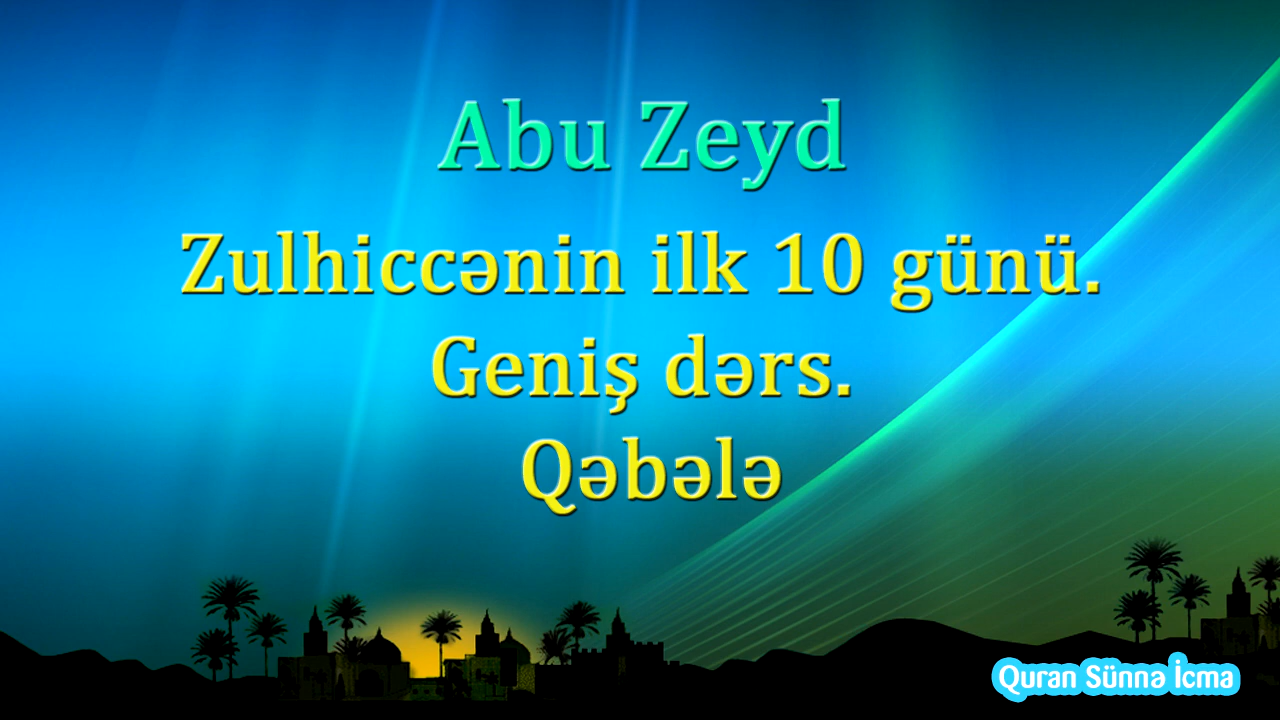 Abu Zeyd
Zulhiccənin ilk 10 günü.
Geniş dərs.
Qəbələ
Quran Sünnə İcma